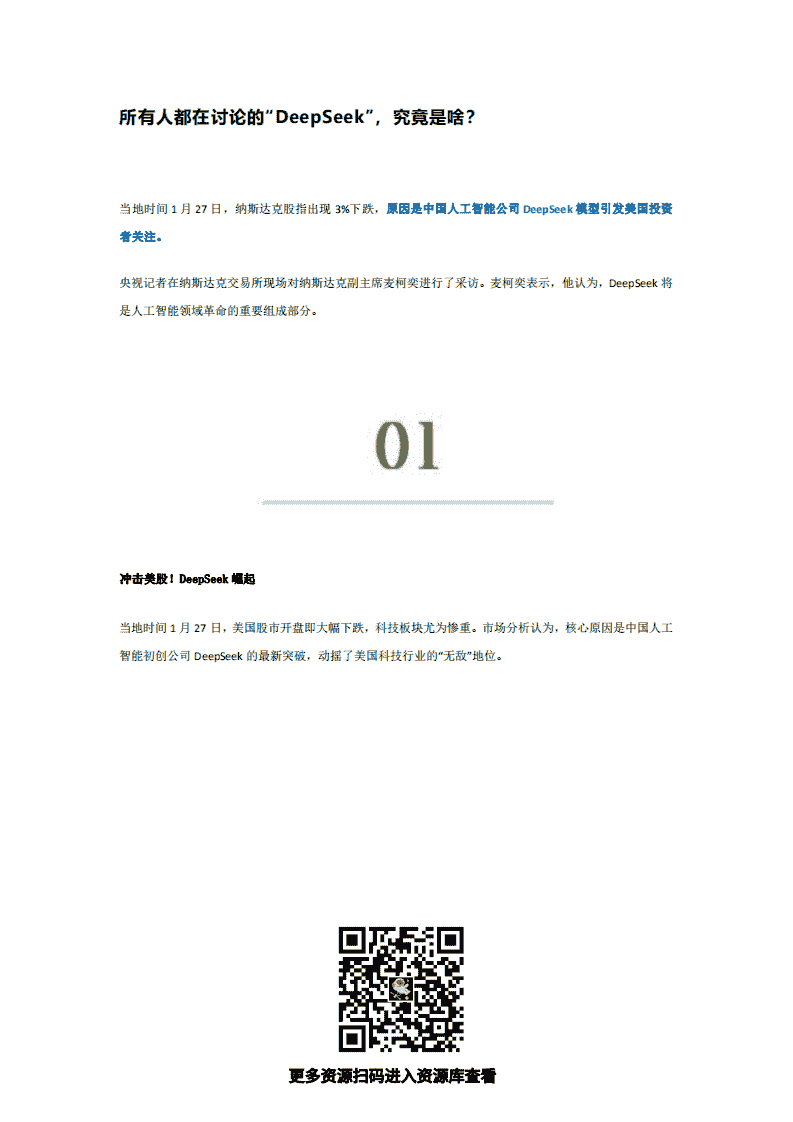 所有人都在讨论的“DeepSeek”，究竟是啥？
当地时间 1 月 27 日，纳斯达克股指出现 3%下跌，原因是中国人工智能公司 DeepSeek 模型引发美国投资
者关注。
央视记者在纳斯达克交易所现场对纳斯达克副主席麦柯奕进行了采访。麦柯奕表示，他认为，DeepSeek 将
是人工智能领域革命的重要组成部分。
01
冲击美股！DeepSeek 崛起
当地时间 1 月 27 日，美国股市开盘即大幅下跌，科技板块尤为惨重。市场分析认为，核心原因是中国人工
智能初创公司 DeepSeek 的最新突破，动摇了美国科技行业的“无敌”地位。
更多资源扫码进入资源库查看